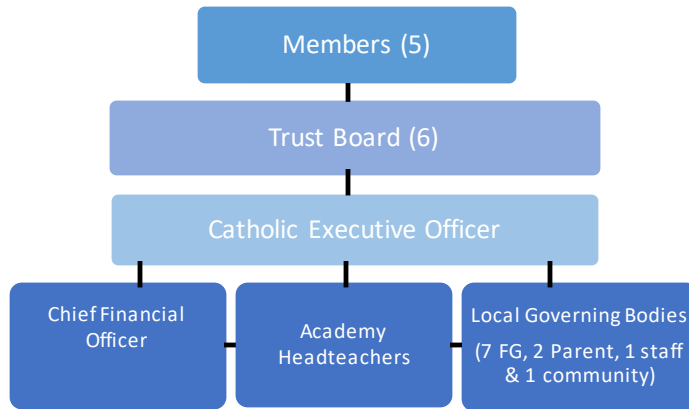 Members (5)
Trust Board (6)
Catholic Executive Officer
Chief Financial
Officer
Academy
Headteachers
Local Governing Bodies
(7 FG, 2 Parent, 1 staff
& 1 community)